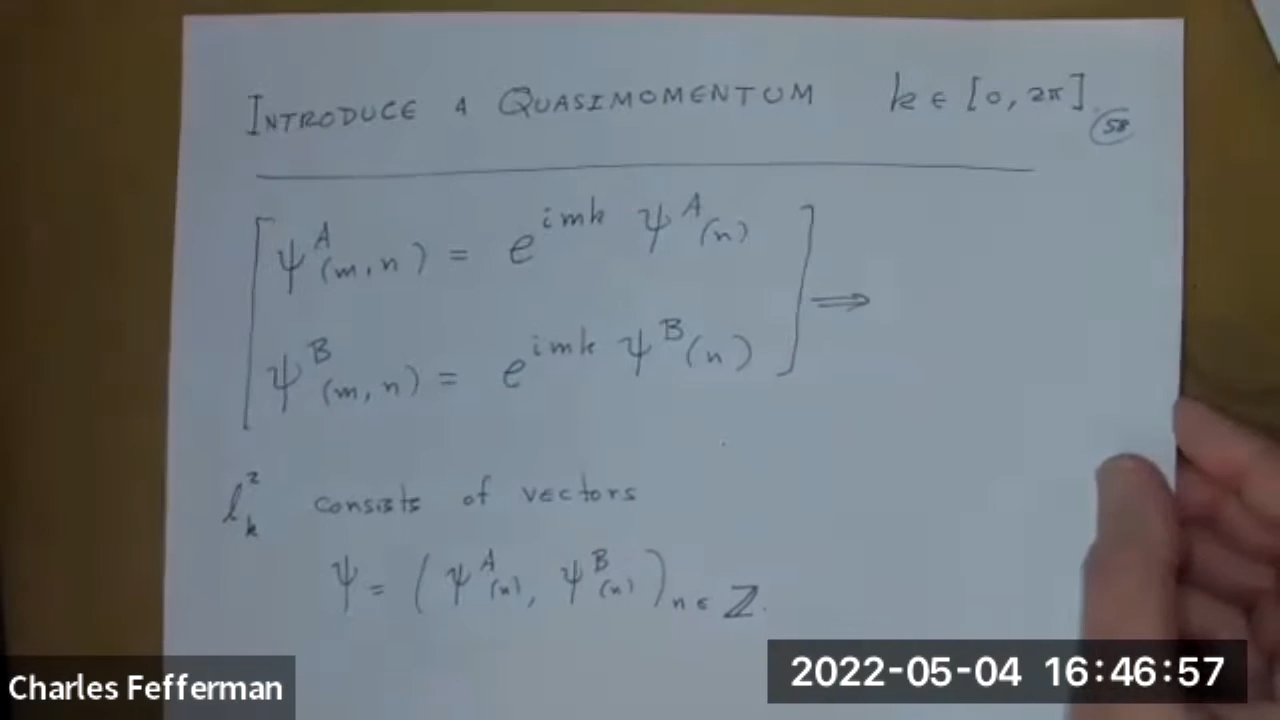 INTRODUCE A QUASIMOMENTUM k ∈ [0, 2π].
58
ψ^A(m,n) = e^{imk} ψ^A(n)
ψ^B(m,n) = e^{imk} ψ^B(n) ⇒
l²_k consists of vectors
ψ = (ψ^A(n), ψ^B(n))_{n∈ℤ}.
2022-05-04 16:46:57
Charles Fefferman